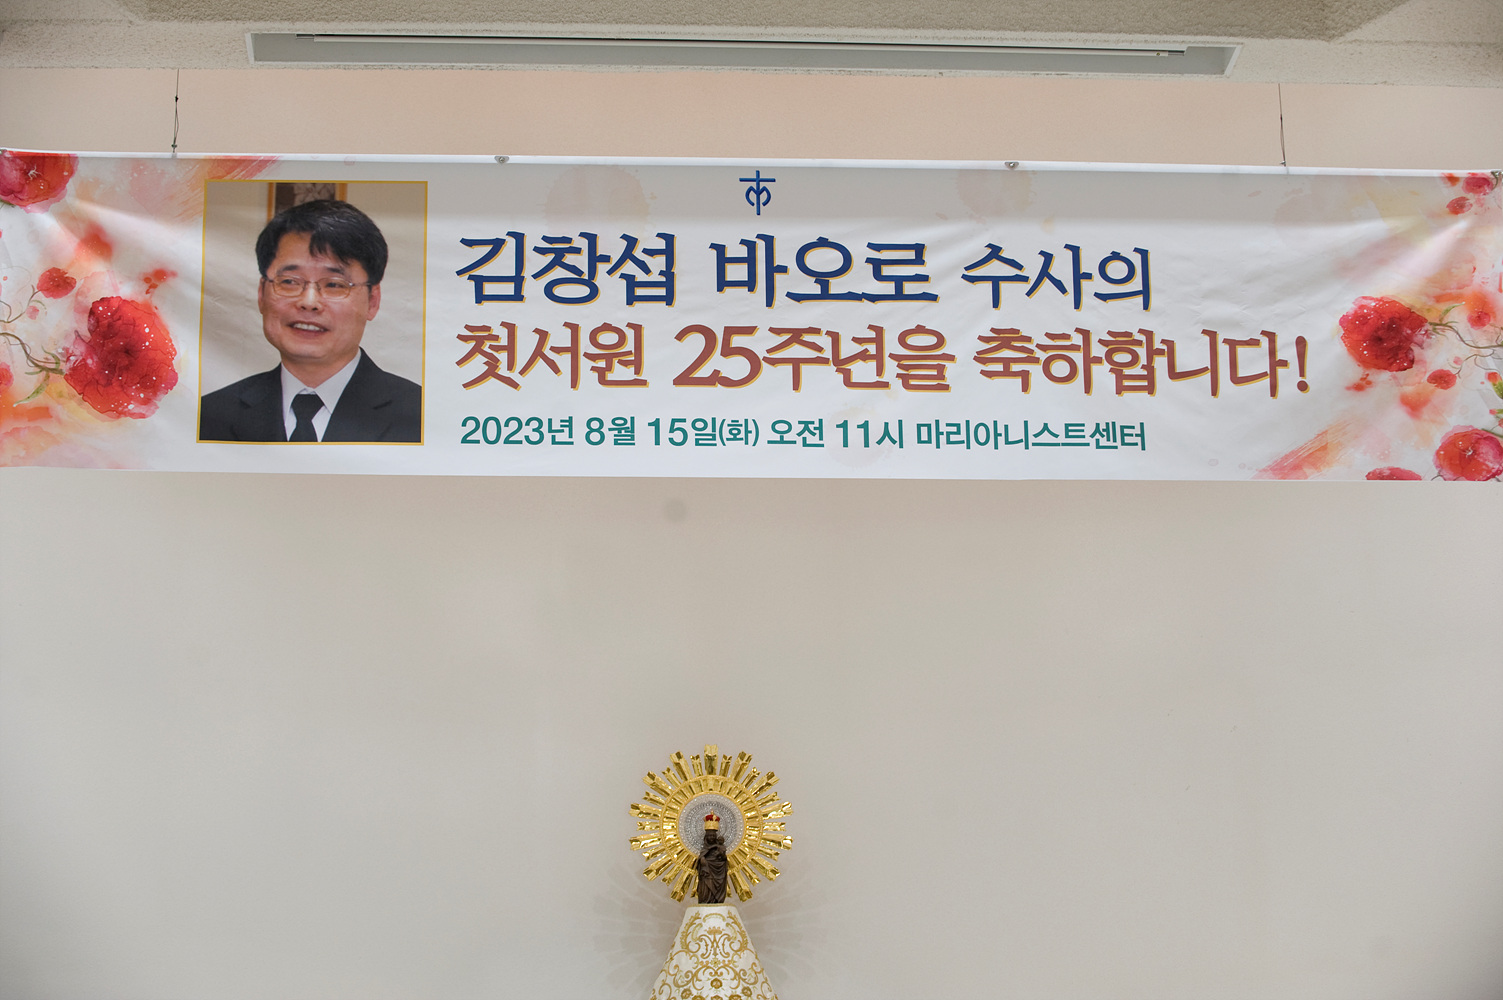 김창섭 바오로 수사의
첫서원 25주년을 축하합니다!
2023년 8월 15일(화) 오전 11시 마리아니스트센터